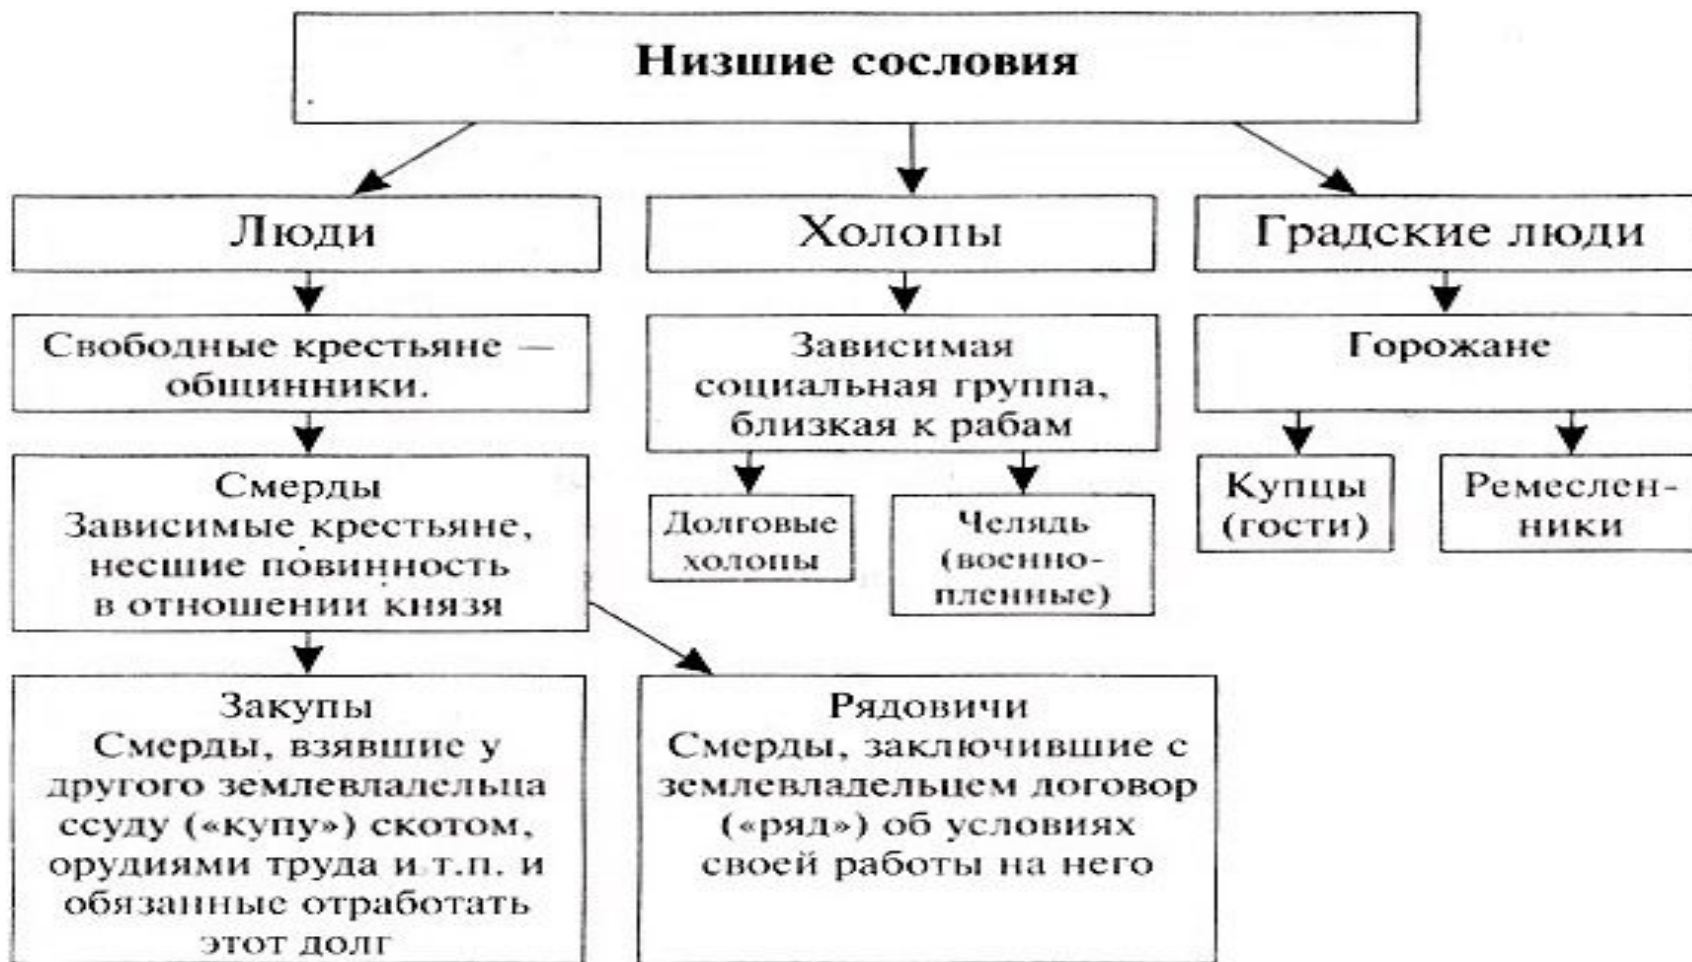 Низшие сословия
Люди
Холопы
Градские люди
Свободные крестьяне —
общинники.
Зависимая
социальная группа,
близкая к рабам
Горожане
Смерды
Зависимые крестьяне,
несшие повинность
в отношении князя
Долговые
холопы
Челядь
(военно-
пленные)
Купцы
(гости)
Ремеслен-
ники
Закупы
Смерды, взявшие у
другого землевладельца
ссуду («купу») скотом,
орудиями труда и.т.п. и
обязанные отработать
этот долг
Рядовичи
Смерды, заключившие с
землевладельцем договор
(«ряд») об условиях
своей работы на него